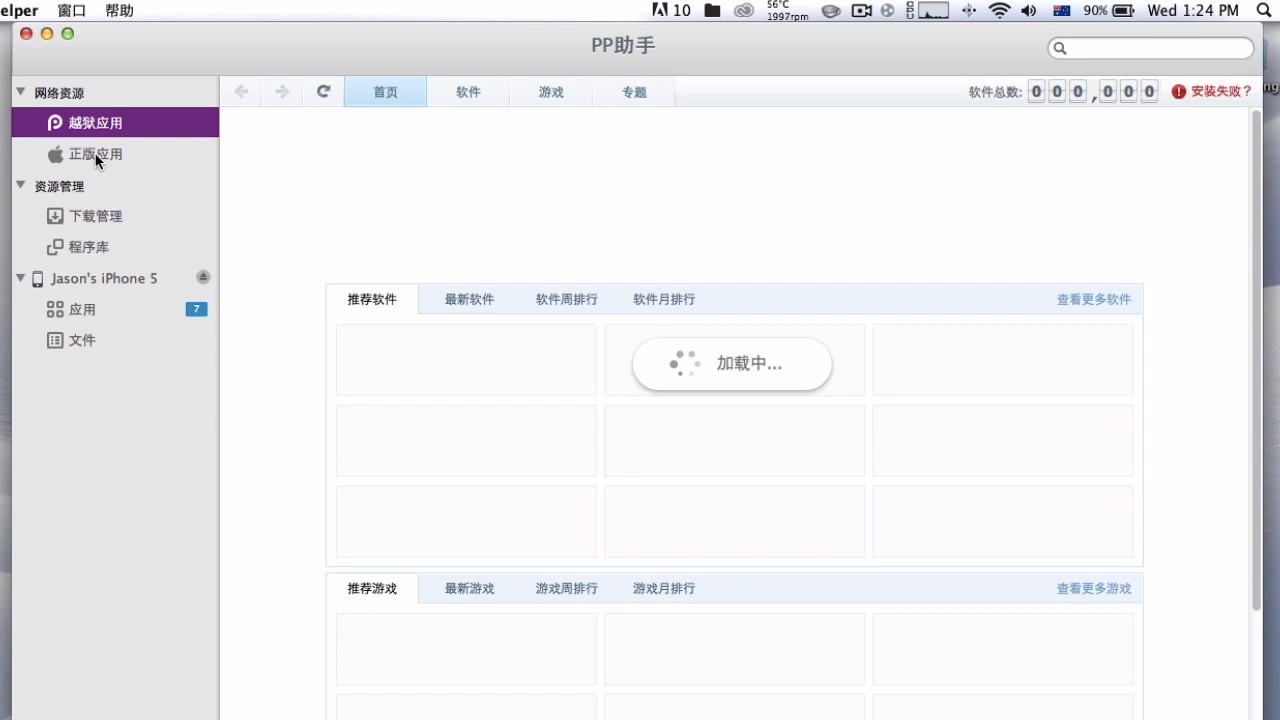 elper 窗口 帮助 10 56°C 1997rpm 90% Wed 1:24 PM
PP助手
网络资源
越狱应用
正版应用
资源管理
下载管理
程序库
Jason's iPhone 5
应用 7
文件
首页 软件 游戏 专题 软件总数: 000,000 安装失败？
推荐软件 最新软件 软件周排行 软件月排行 查看更多软件
加载中...
推荐游戏 最新游戏 游戏周排行 游戏月排行 查看更多游戏